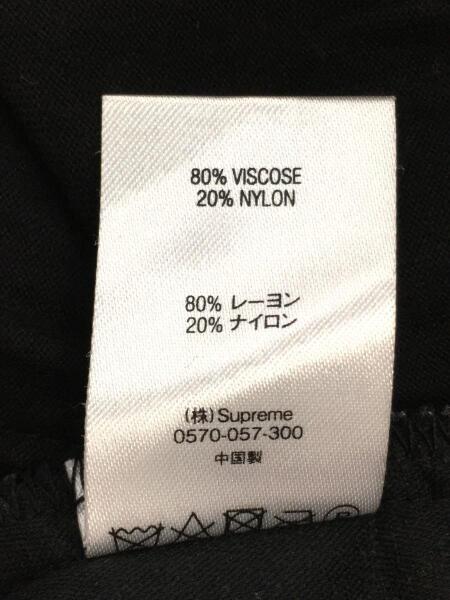 80% VISCOSE
20% NYLON
80% レーヨン
20% ナイロン
(株) Supreme
0570-057-300
中国製